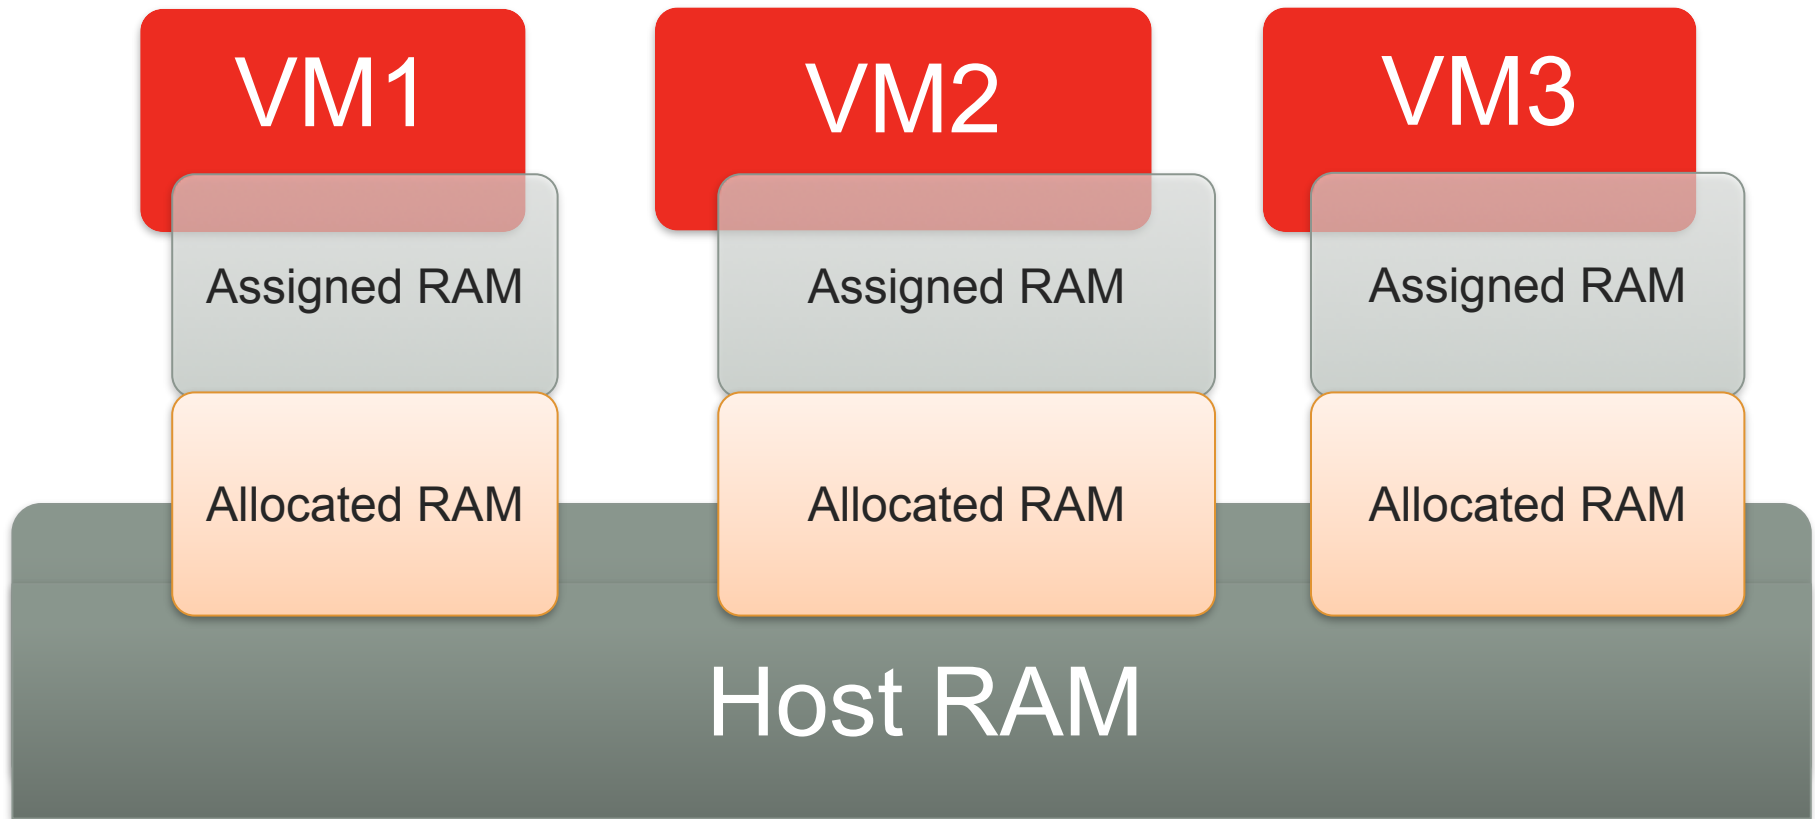 VM1
VM2
VM3
Assigned RAM
Assigned RAM
Assigned RAM
Allocated RAM
Allocated RAM
Allocated RAM
Host RAM